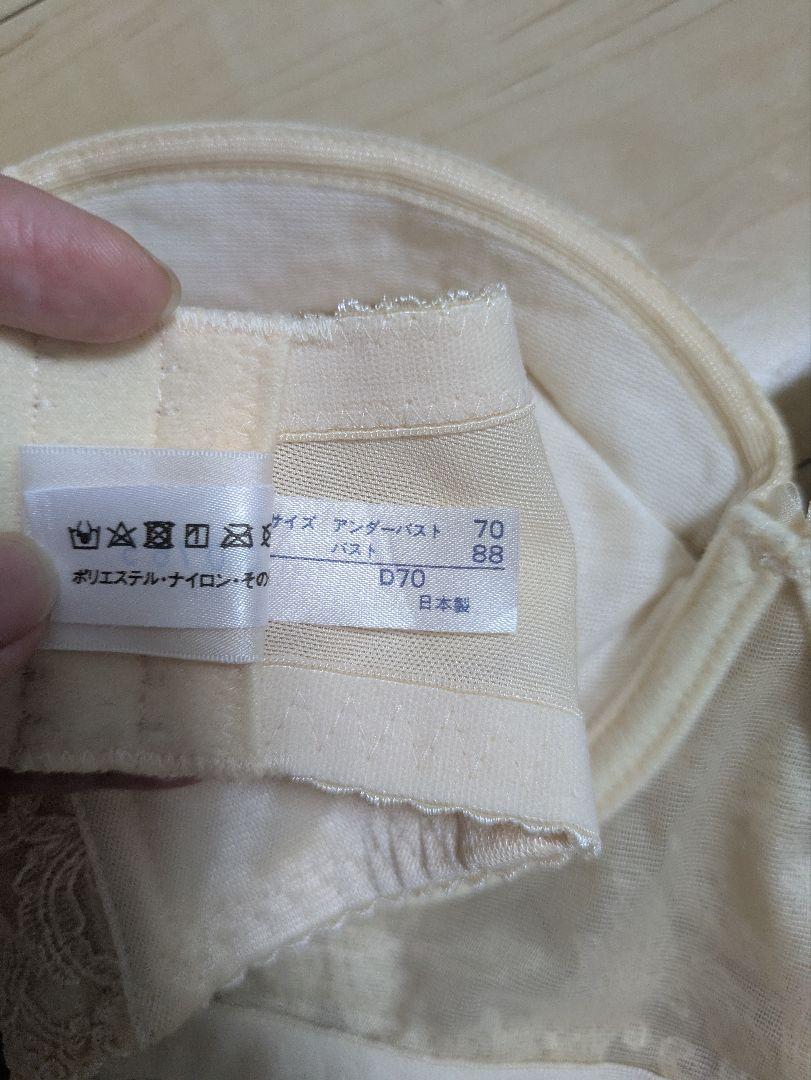 サイズ アンダーバスト 70
バスト 88
D70
日本製
ポリエステル・ナイロン・その